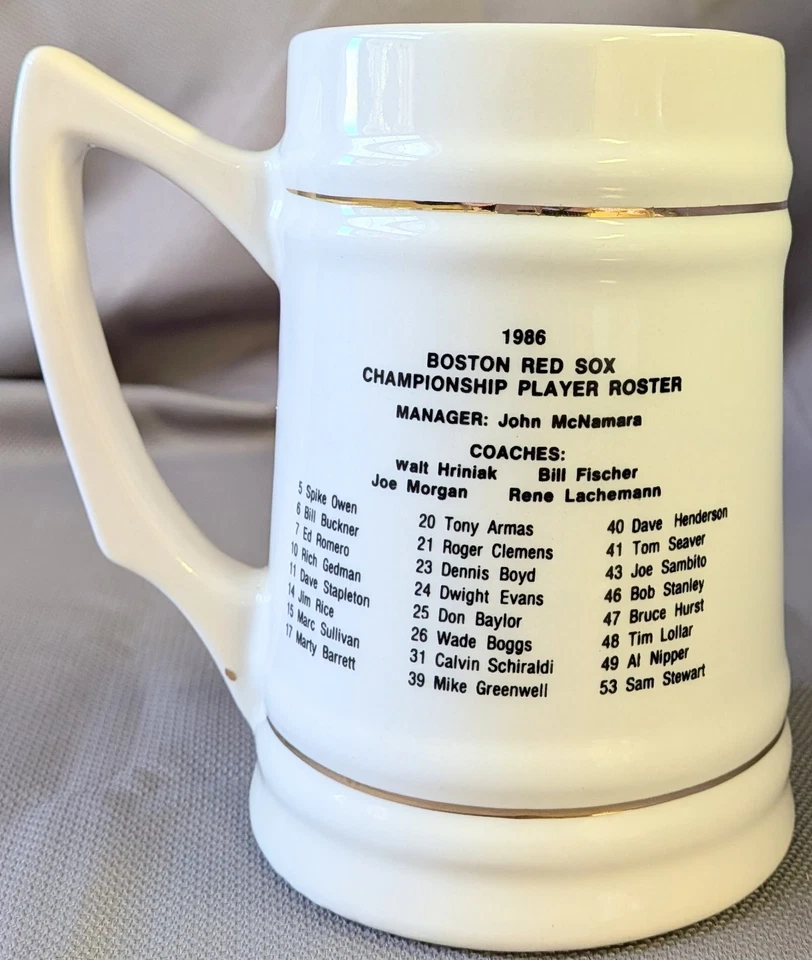 1986
BOSTON RED SOX
CHAMPIONSHIP PLAYER ROSTER
MANAGER: John McNamara
COACHES:
Walt Hriniak Bill Fischer
Joe Morgan Rene Lachemann
5 Spike Owen
6 Bill Buckner
7 Ed Romero
10 Rich Gedman
11 Dave Stapleton
14 Jim Rice
15 Marc Sullivan
17 Marty Barrett
20 Tony Armas
21 Roger Clemens
23 Dennis Boyd
24 Dwight Evans
25 Don Baylor
26 Wade Boggs
31 Calvin Schiraldi
39 Mike Greenwell
40 Dave Henderson
41 Tom Seaver
43 Joe Sambito
46 Bob Stanley
47 Bruce Hurst
48 Tim Lollar
49 Al Nipper
53 Sam Stewart